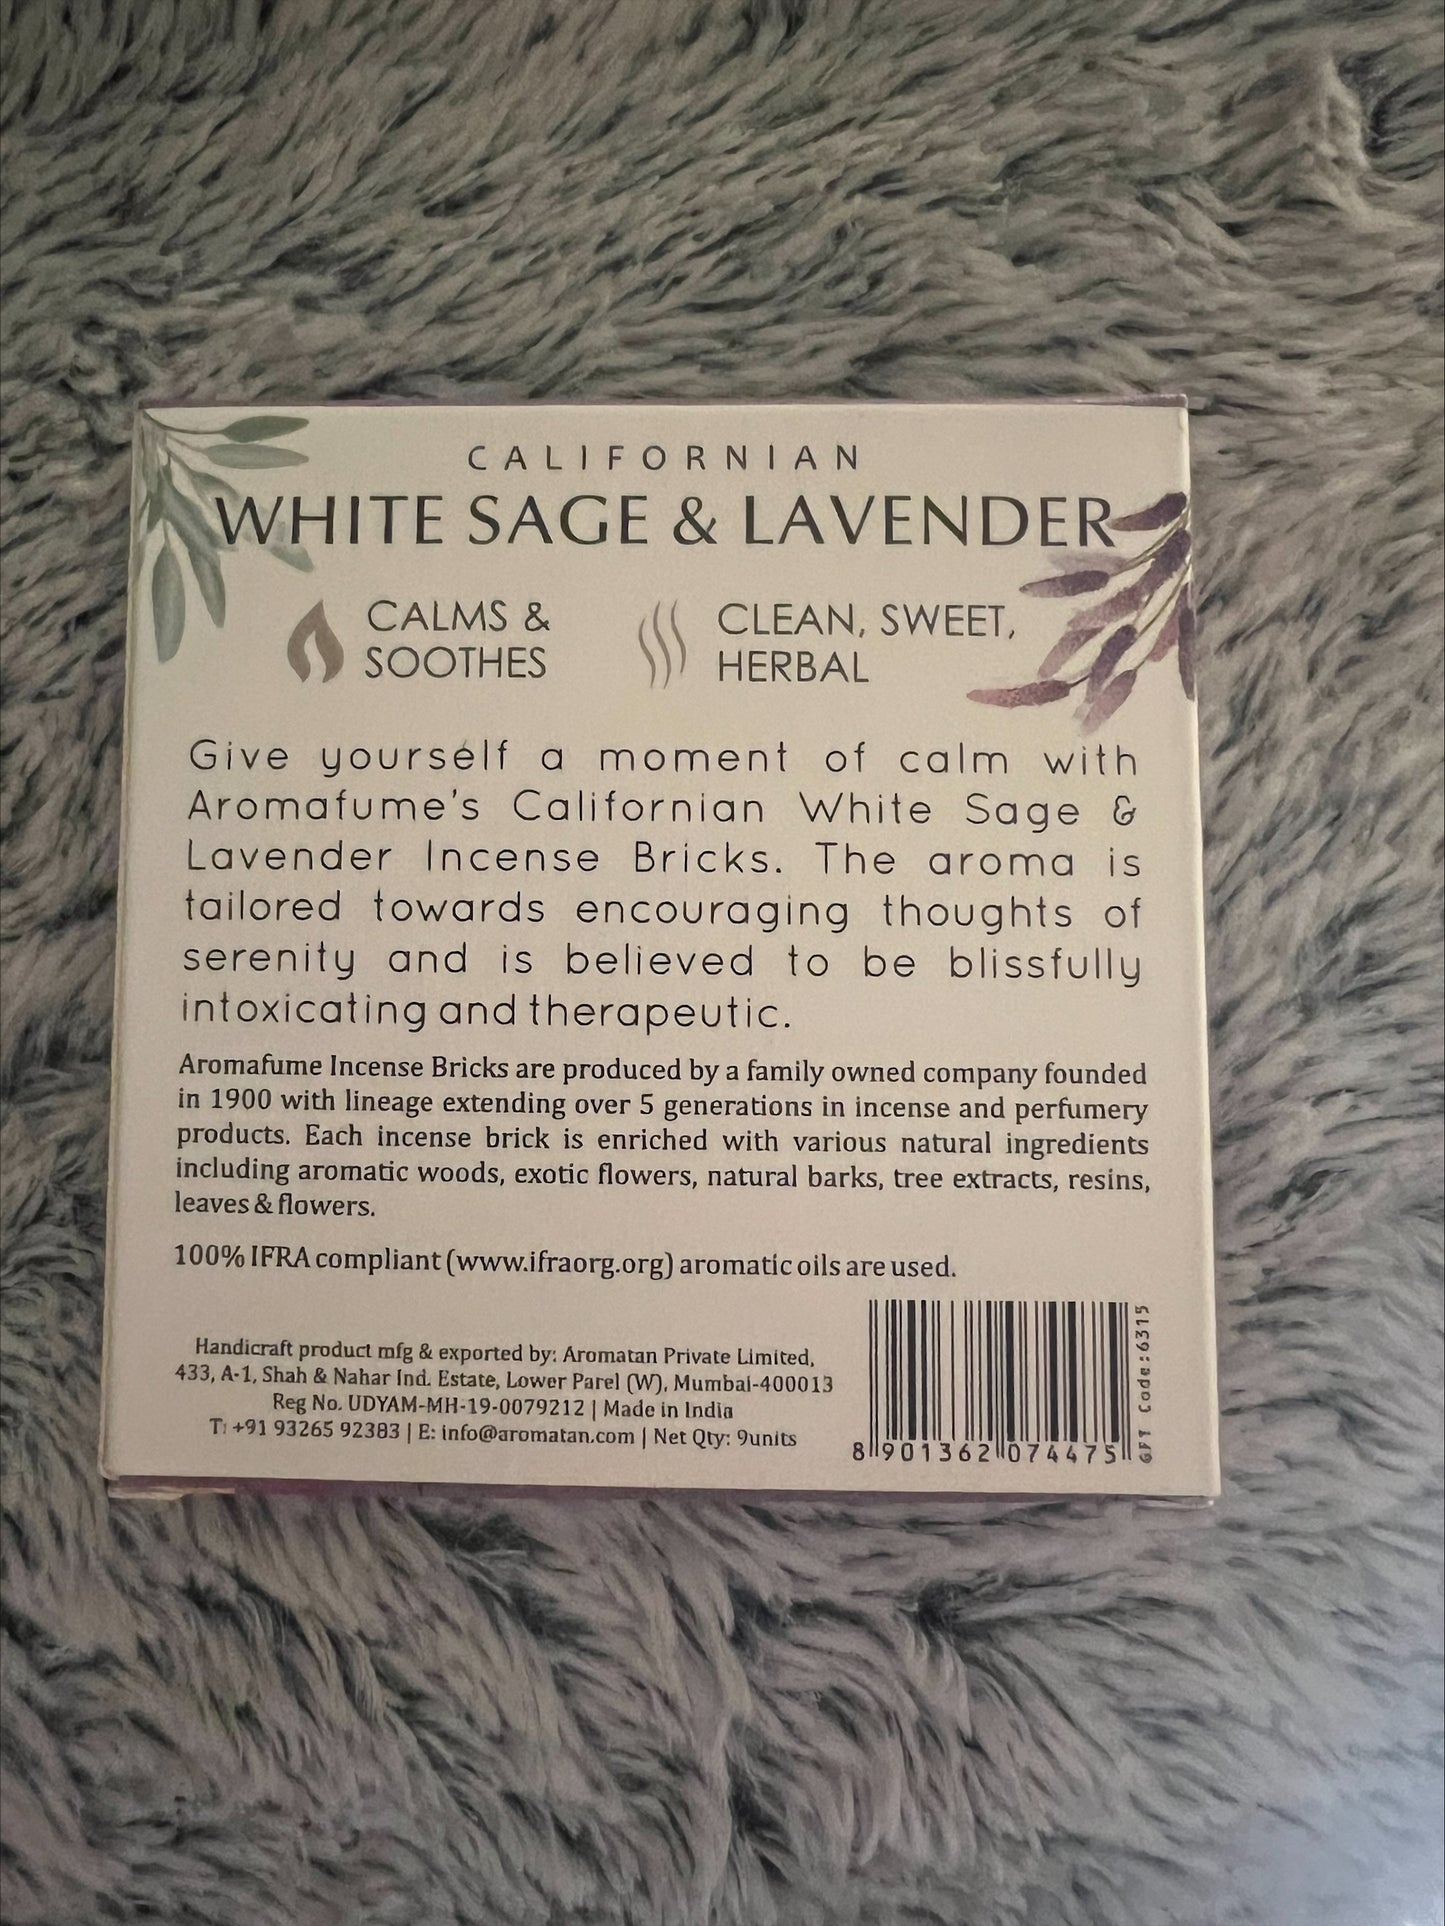 CALIFORNIAN
WHITE SAGE & LAVENDER
CALMS &
SOOTHES
CLEAN, SWEET,
HERBAL
Give yourself a moment of calm with
Aromafume's Californian White Sage &
Lavender Incense Bricks. The aroma is
tailored towards encouraging thoughts of
serenity and is believed to be blissfully
intoxicating and therapeutic.
Aromafume Incense Bricks are produced by a family owned company founded
in 1900 with lineage extending over 5 generations in incense and perfumery
products. Each incense brick is enriched with various natural ingredients
including aromatic woods, exotic flowers, natural barks, tree extracts, resins,
leaves & flowers.
100% IFRA compliant (www.ifraorg.org) aromatic oils are used.
Handicraft product mfg & exported by: Aromatan Private Limited,
433, A-1, Shah & Nahar Ind. Estate, Lower Parel (W), Mumbai-400013
Reg No. UDYAM-MH-19-0079212 | Made in India
T: +91 93265 92383 | E: info@aromatan.com | Net Qty: 9units
8 901362 074475
GFT Code:6315